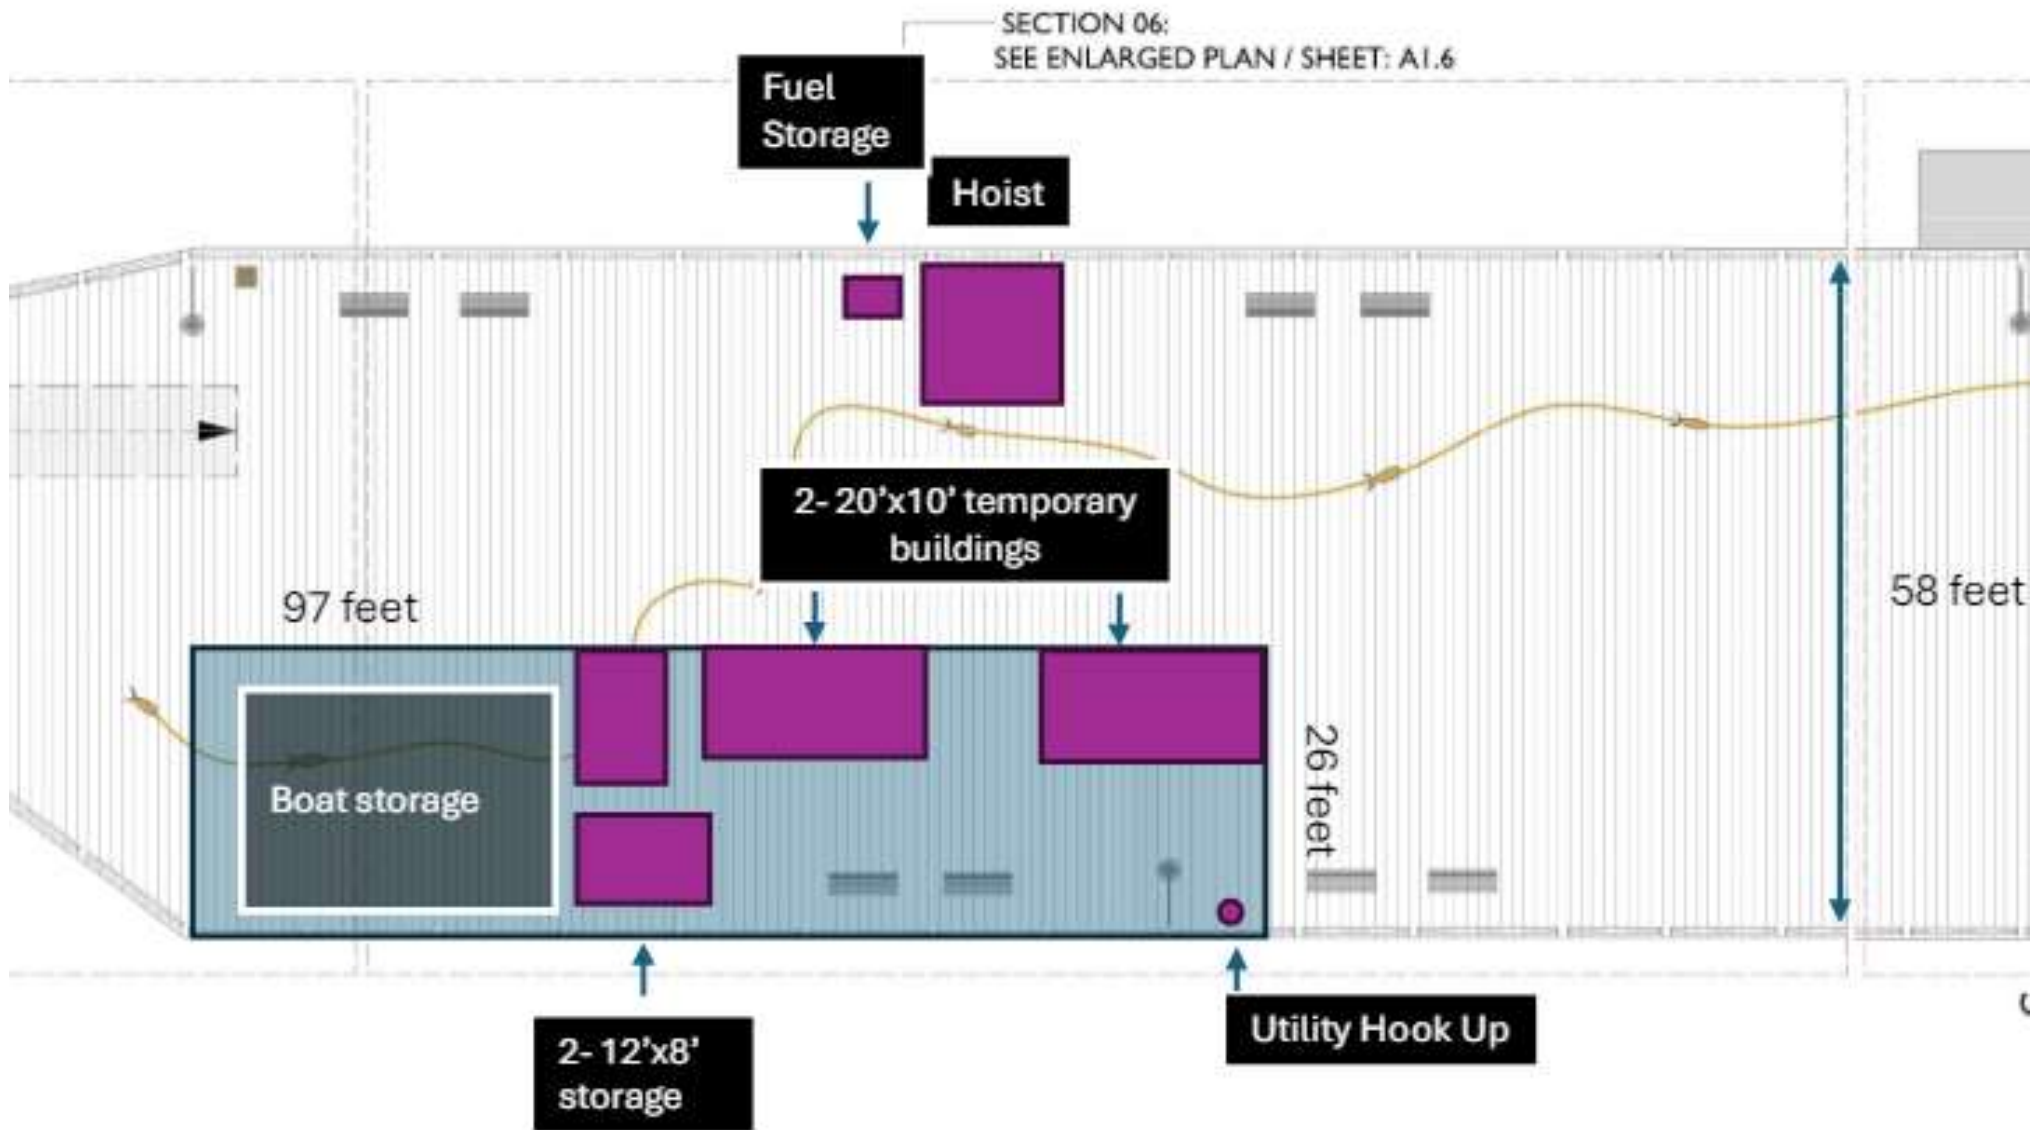 SECTION 06:
SEE ENLARGED PLAN / SHEET: A1.6
Fuel
Storage
Hoist
2- 20’x10’ temporary
buildings
97 feet
58 feet
26 feet
Boat storage
2- 12’x8’
storage
Utility Hook Up